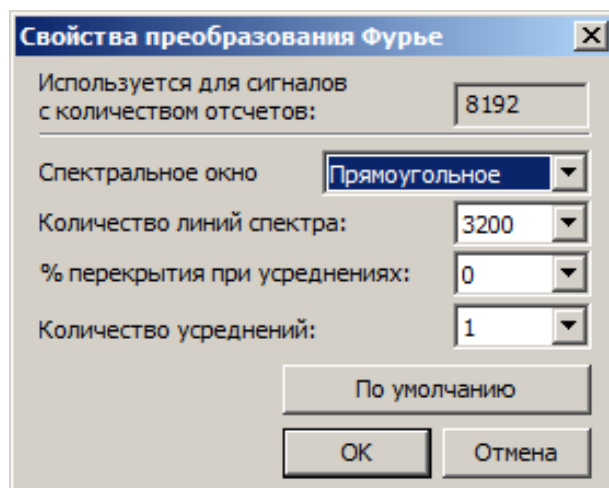 Свойства преобразования Фурье
Используется для сигналов
с количеством отсчетов: 8192
Спектральное окно Прямоугольное
Количество линий спектра: 3200
% перекрытия при усреднениях: 0
Количество усреднений: 1
По умолчанию
OK Отмена